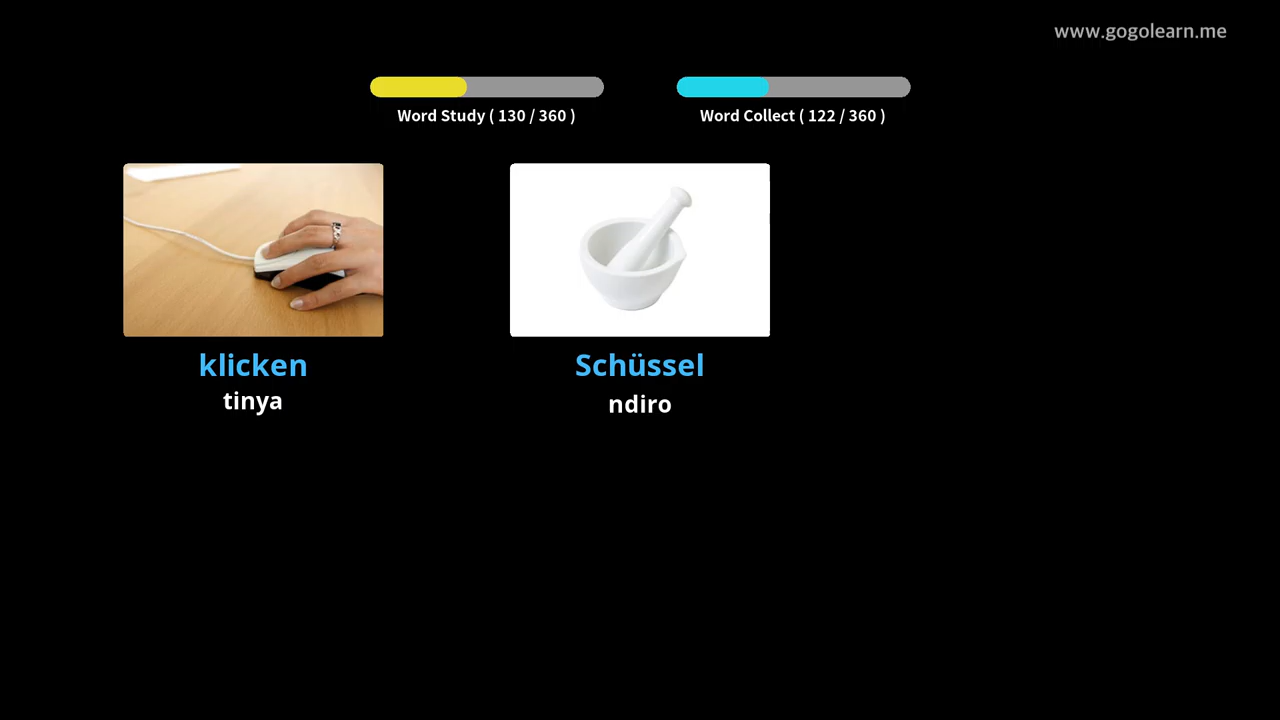 www.gogolearn.me
Word Study ( 130 / 360 )
Word Collect ( 122 / 360 )
klicken
tinya
Schüssel
ndiro